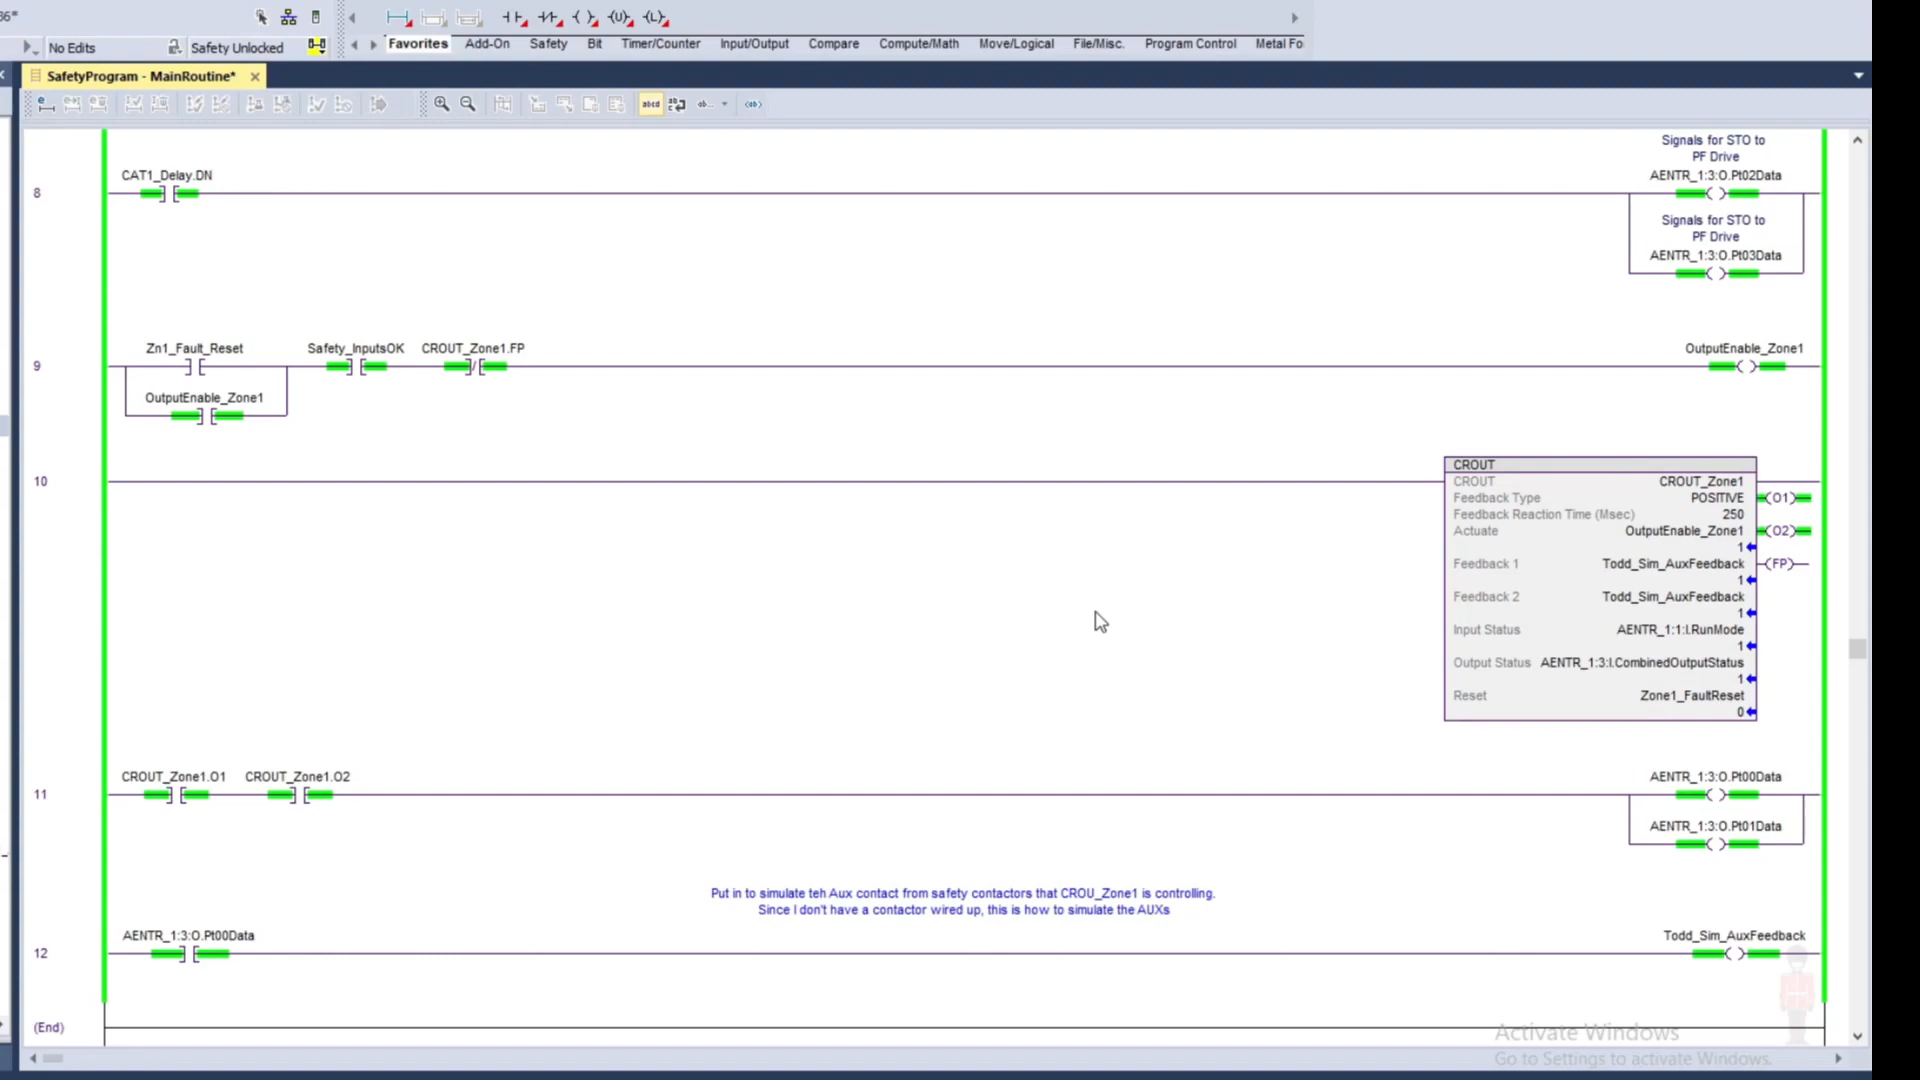 36*
No Edits
Safety Unlocked
Favorites Add-On Safety Bit Timer/Counter Input/Output Compare Compute/Math Move/Logical File/Misc. Program Control Metal Fo
SafetyProgram - MainRoutine*
abcd
Signals for STO to
PF Drive
CAT1_Delay.DN
AENTR_1:3:O.Pt02Data
8
Signals for STO to
PF Drive
AENTR_1:3:O.Pt03Data
Zn1_Fault_Reset Safety_InputsOK CROUT_Zone1.FP OutputEnable_Zone1
9
OutputEnable_Zone1
CROUT
10
CROUT CROUT_Zone1
Feedback Type POSITIVE (O1)
Feedback Reaction Time (Msec) 250
Actuate OutputEnable_Zone1 (O2)
1
Feedback 1 Todd_Sim_AuxFeedback (FP)
1
Feedback 2 Todd_Sim_AuxFeedback
1
Input Status AENTR_1:1:I.RunMode
1
Output Status AENTR_1:3:I.CombinedOutputStatus
1
Reset Zone1_FaultReset
0
CROUT_Zone1.O1 CROUT_Zone1.O2 AENTR_1:3:O.Pt00Data
11
AENTR_1:3:O.Pt01Data
Put in to simulate teh Aux contact from safety contactors that CROU_Zone1 is controlling.
Since I don't have a contactor wired up, this is how to simulate the AUXs
AENTR_1:3:O.Pt00Data Todd_Sim_AuxFeedback
12
(End)
Activate Windows
Go to Settings to activate Windows.